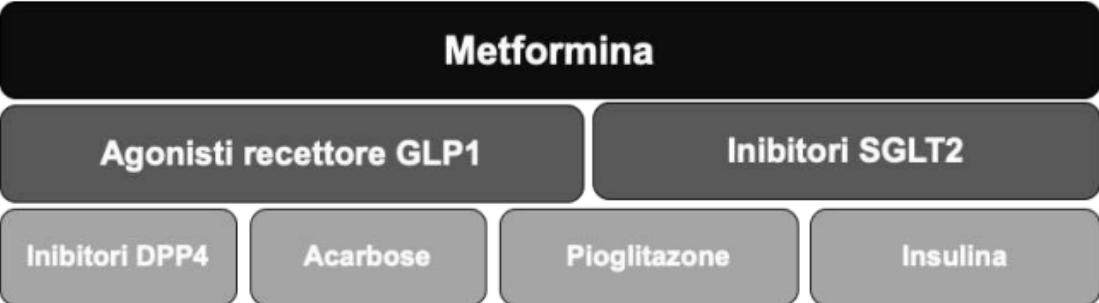 Metformina
Agonisti recettore GLP1
Inibitori SGLT2
Inibitori DPP4
Acarbose
Pioglitazone
Insulina